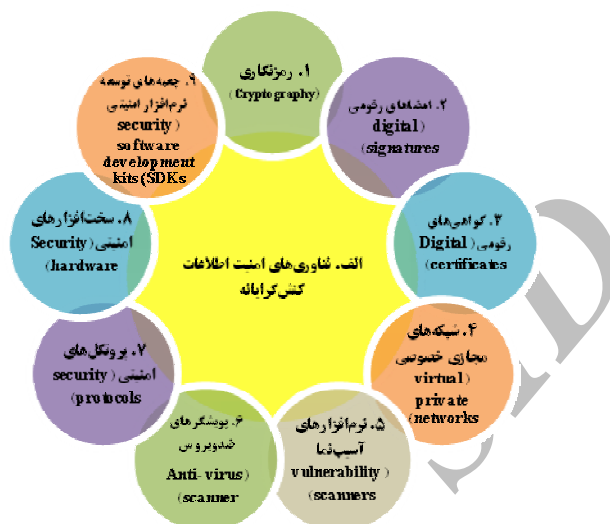 الف. فناوری‌های امنیت اطلاعات
کنش‌گرایانه
۱. رمزنگاری
(Cryptography)
۲. امضاهای رقومی
(digital
signatures)
۳. گواهی‌های
رقومی (Digital
certificates)
۴. شبکه‌های
مجازی خصوصی
(virtual
private
networks)
۵. نرم‌افزارهای
آسیب‌نما
(vulnerability
scanners)
۶. پویشگرهای
ضدویروس
(Anti-virus
scanner)
۷. پروتکل‌های
امنیتی (security
protocols)
۸. سخت‌افزارهای
امنیتی (Security
hardware)
۹. جعبه‌های توسعه
نرم‌افزار امنیتی
(security
software
development
kits(SDKs